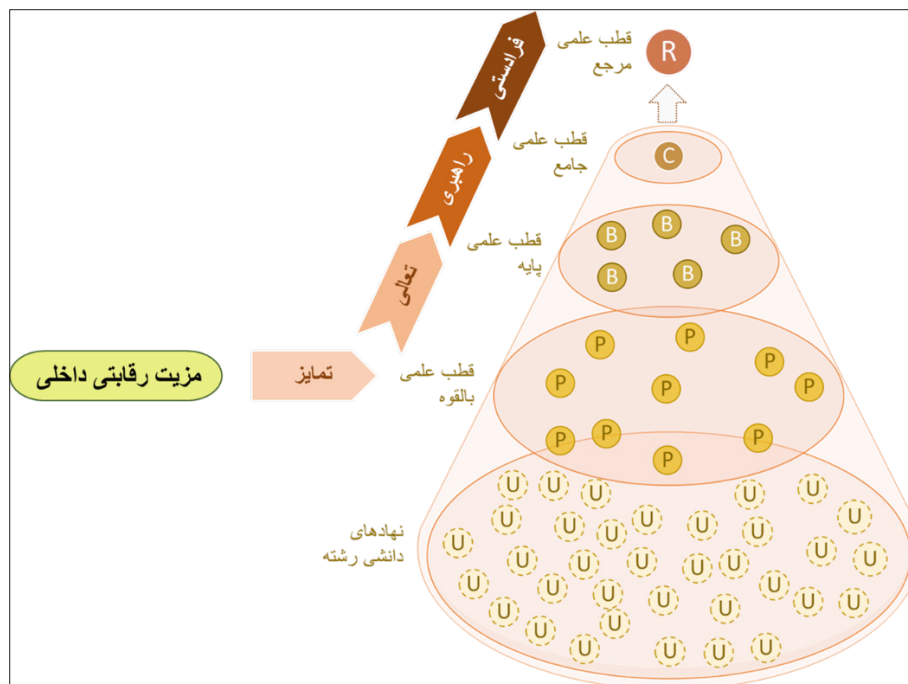 قطب علمی
مرجع
R
فرادستی
قطب علمی
جامع
C
راهبری
قطب علمی
پایه
B B B
B B
تعالی
قطب علمی
بالقوه
P P P
P P P
P P P P
تمایز
مزیت رقابتی داخلی
نهادهای
دانشی رشته
U U U U U
U U U U U U U
U U U U U U U U
U U U U U U U U
U U U
U U U U